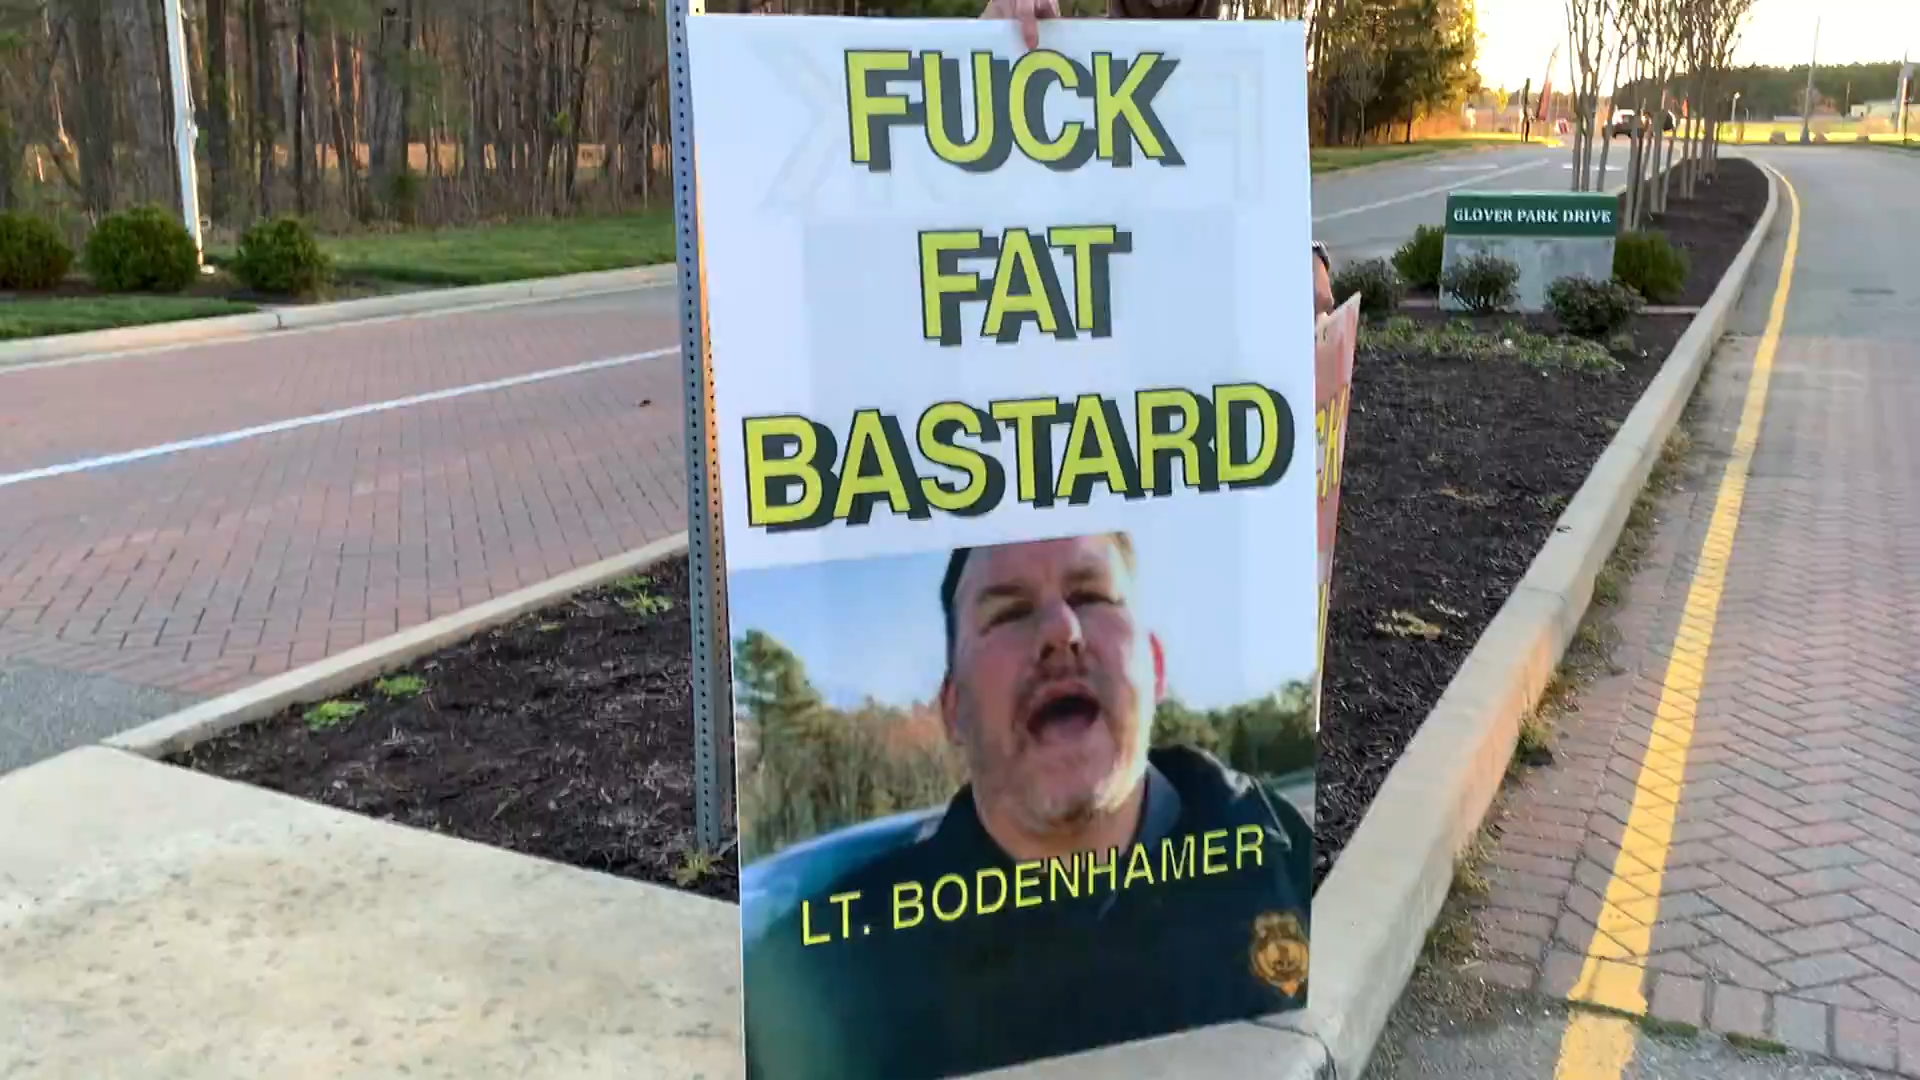 FUCK
FAT
BASTARD
LT. BODENHAMER
GLOVER PARK DRIVE